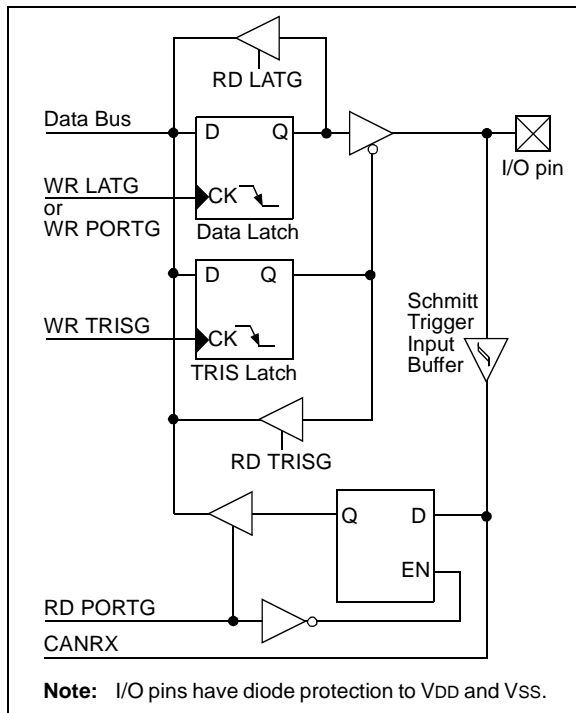 RD LATG
Data Bus
D Q
I/O pin
WR LATG
or
WR PORTG
CK
Data Latch
D Q
WR TRISG
CK
TRIS Latch
Schmitt
Trigger
Input
Buffer
RD TRISG
Q D
EN
RD PORTG
CANRX
Note: I/O pins have diode protection to VDD and VSS.